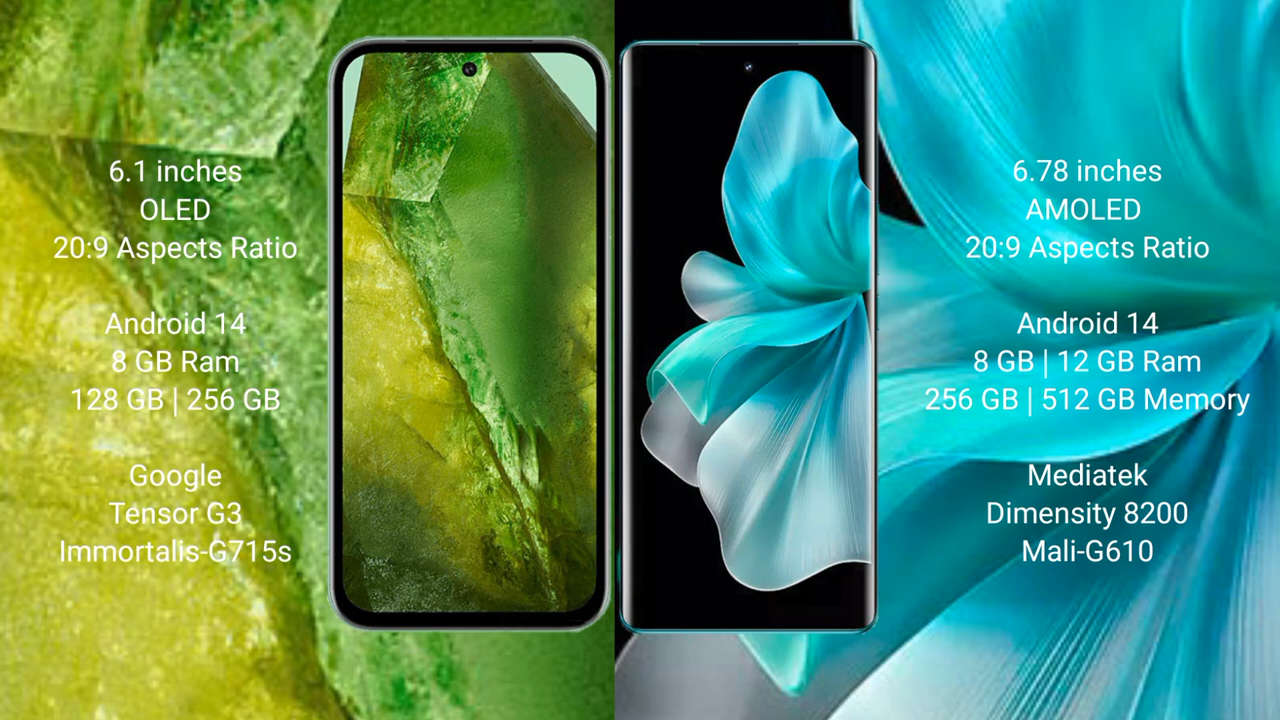 6.1 inches
OLED
20:9 Aspects Ratio
Android 14
8 GB Ram
128 GB | 256 GB
Google
Tensor G3
Immortalis-G715s
6.78 inches
AMOLED
20:9 Aspects Ratio
Android 14
8 GB | 12 GB Ram
256 GB | 512 GB Memory
Mediatek
Dimensity 8200
Mali-G610